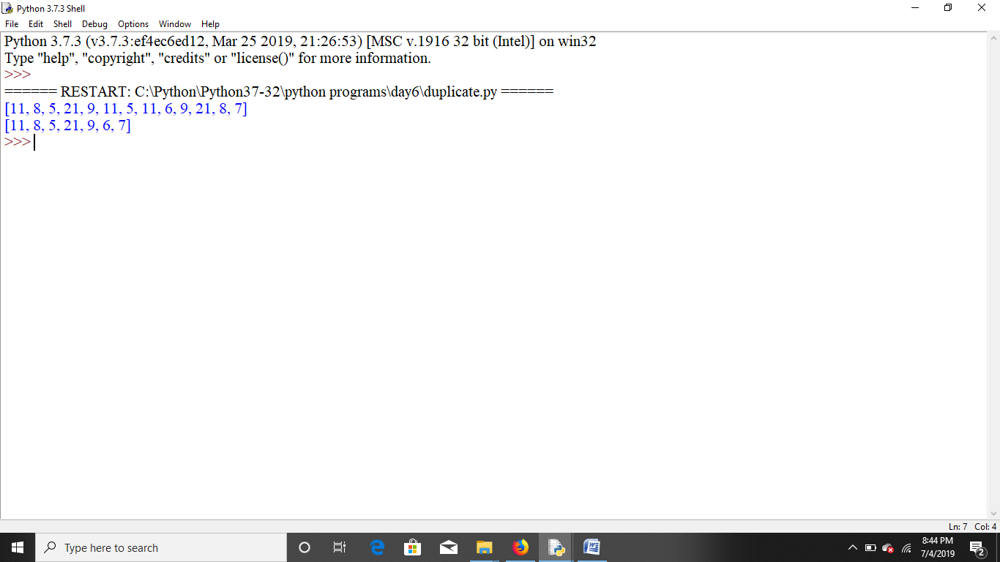 Python 3.7.3 Shell
File Edit Shell Debug Options Window Help
Python 3.7.3 (v3.7.3:ef4ec6ed12, Mar 25 2019, 21:26:53) [MSC v.1916 32 bit (Intel)] on win32
Type "help", "copyright", "credits" or "license()" for more information.
>>>
====== RESTART: C:\Python\Python37-32\python programs\day6\duplicate.py ======
[11, 8, 5, 21, 9, 11, 5, 11, 6, 9, 21, 8, 7]
[11, 8, 5, 21, 9, 6, 7]
>>>
Ln: 7 Col: 4
Type here to search
8:44 PM
7/4/2019
2